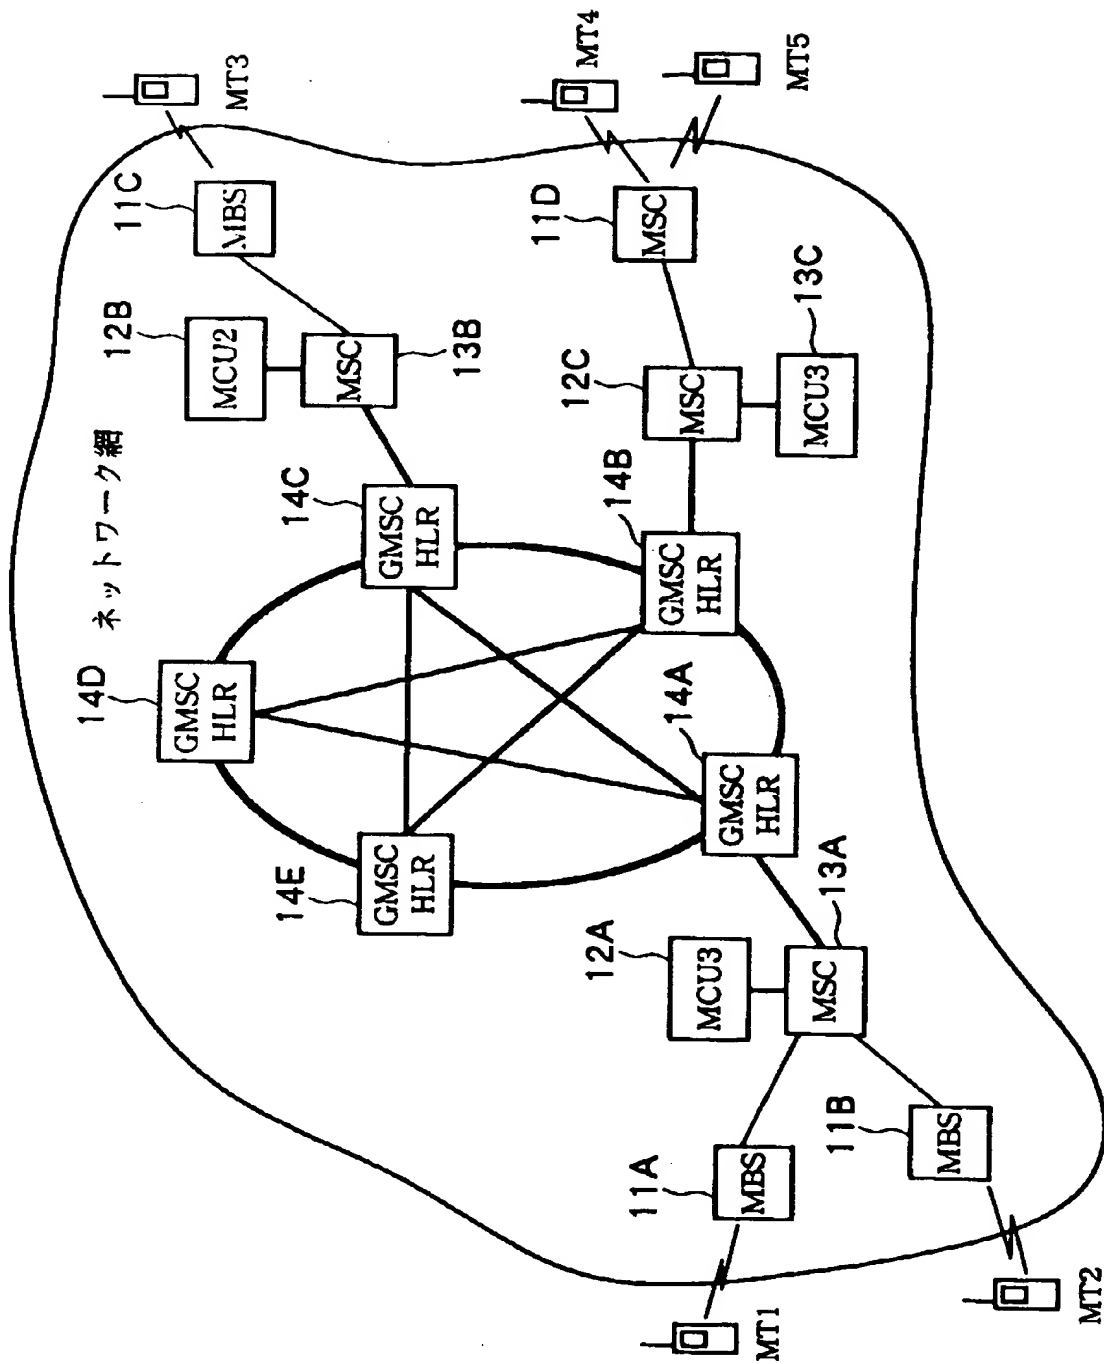 ネットワーク網
14D
GMSC
HLR
14E
GMSC
HLR
14C
GMSC
HLR
12B
MCU2
MSC
13B
11C
MBS
MT3
12A
MCU3
MSC
13A
14A
GMSC
HLR
14B
GMSC
HLR
12C
MSC
MCU3
13C
11D
MSC
MT4
MT5
11A
MBS
MT1
11B
MBS
MT2